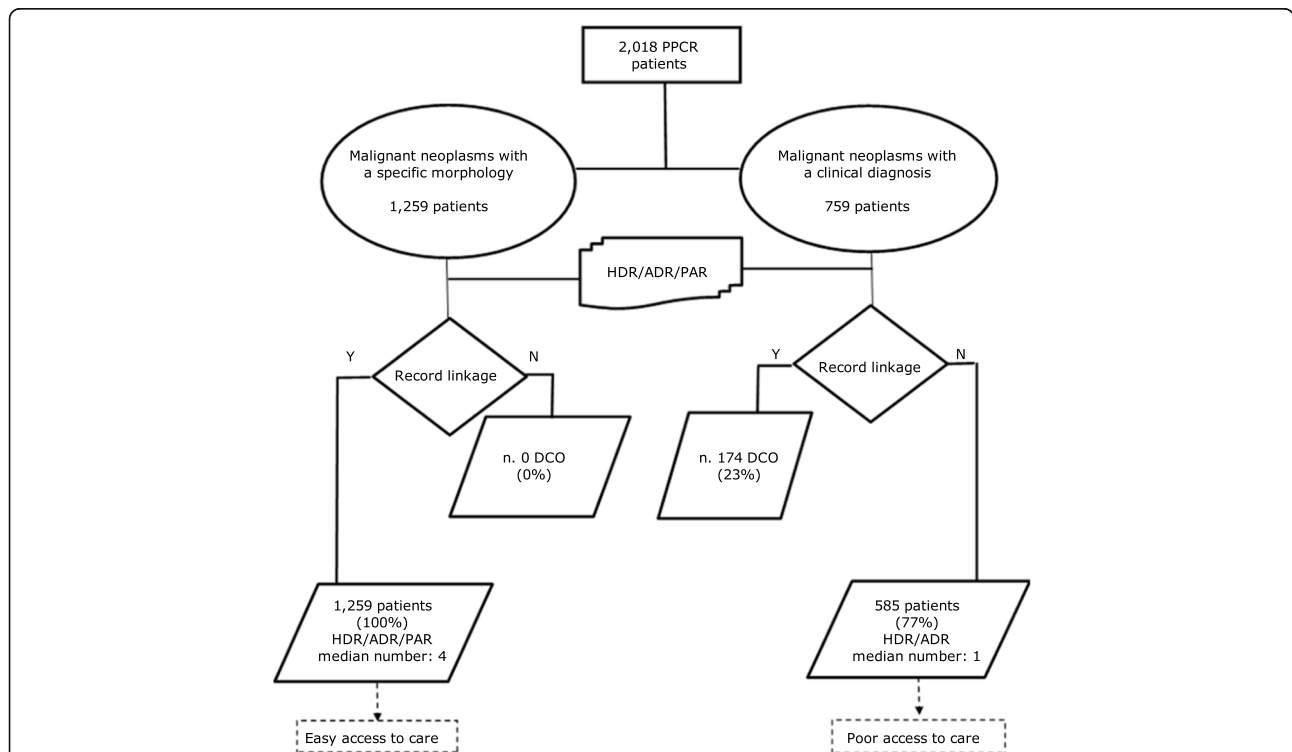 2,018 PPCR
patients
Malignant neoplasms with
a specific morphology
1,259 patients
Malignant neoplasms with
a clinical diagnosis
759 patients
HDR/ADR/PAR
Y
Record linkage
N
Y
Record linkage
N
n. 0 DCO
(0%)
n. 174 DCO
(23%)
1,259 patients
(100%)
HDR/ADR/PAR
median number: 4
585 patients
(77%)
HDR/ADR
median number: 1
Easy access to care
Poor access to care